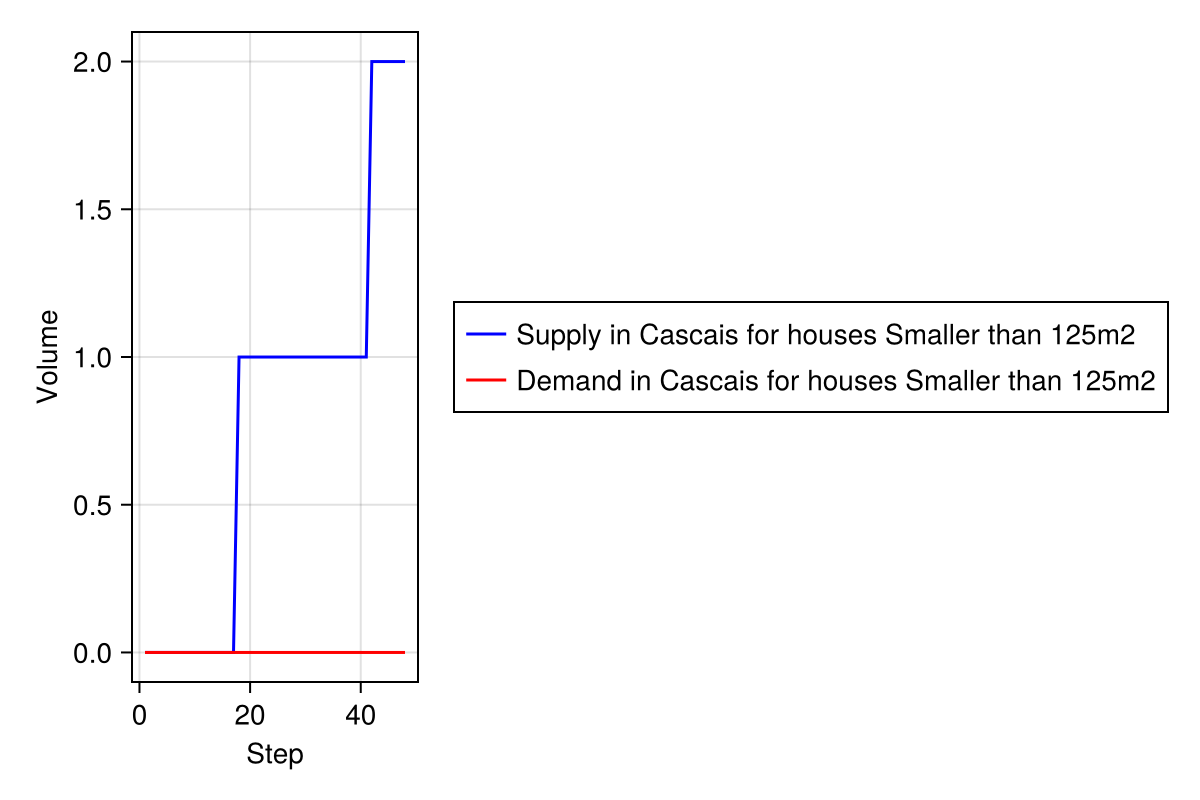 2.0
1.5
1.0
0.5
0.0
Volume
0 20 40
Step
Supply in Cascais for houses Smaller than 125m2
Demand in Cascais for houses Smaller than 125m2